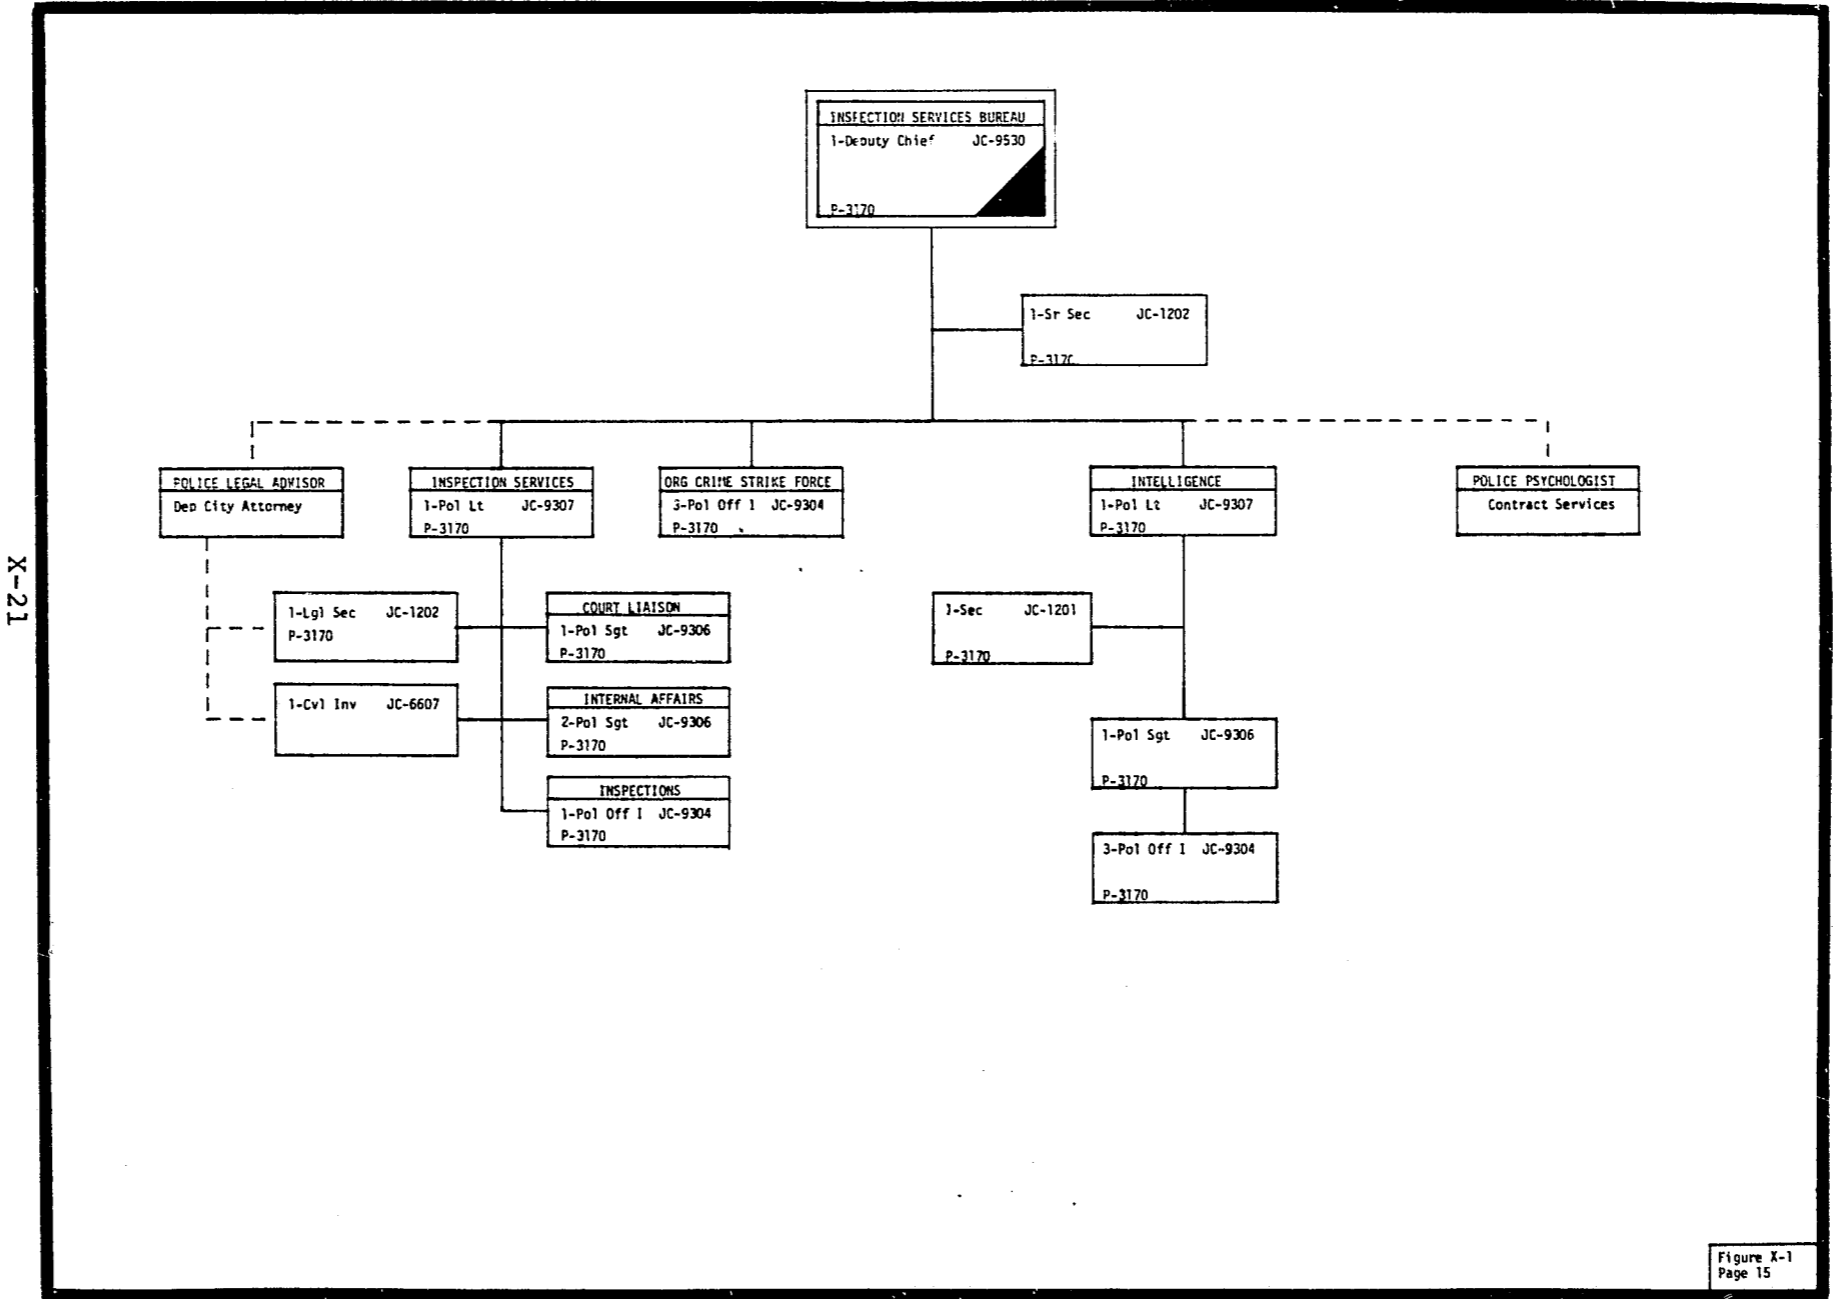 INSPECTION SERVICES BUREAU
1-Deputy Chief JC-9530
P-3170
1-Sr Sec JC-1202
P-3170
POLICE LEGAL ADVISOR
Dep City Attorney
INSPECTION SERVICES
1-Pol Lt JC-9307
P-3170
ORG CRIME STRIKE FORCE
3-Pol Off I JC-9304
P-3170
INTELLIGENCE
1-Pol Lt JC-9307
P-3170
POLICE PSYCHOLOGIST
Contract Services
1-Lgl Sec JC-1202
P-3170
COURT LIAISON
1-Pol Sgt JC-9306
P-3170
1-Sec JC-1201
P-3170
1-Cvl Inv JC-6607
INTERNAL AFFAIRS
2-Pol Sgt JC-9306
P-3170
1-Pol Sgt JC-9306
P-3170
INSPECTIONS
1-Pol Off I JC-9304
P-3170
3-Pol Off I JC-9304
P-3170
X-21
Figure X-1
Page 15